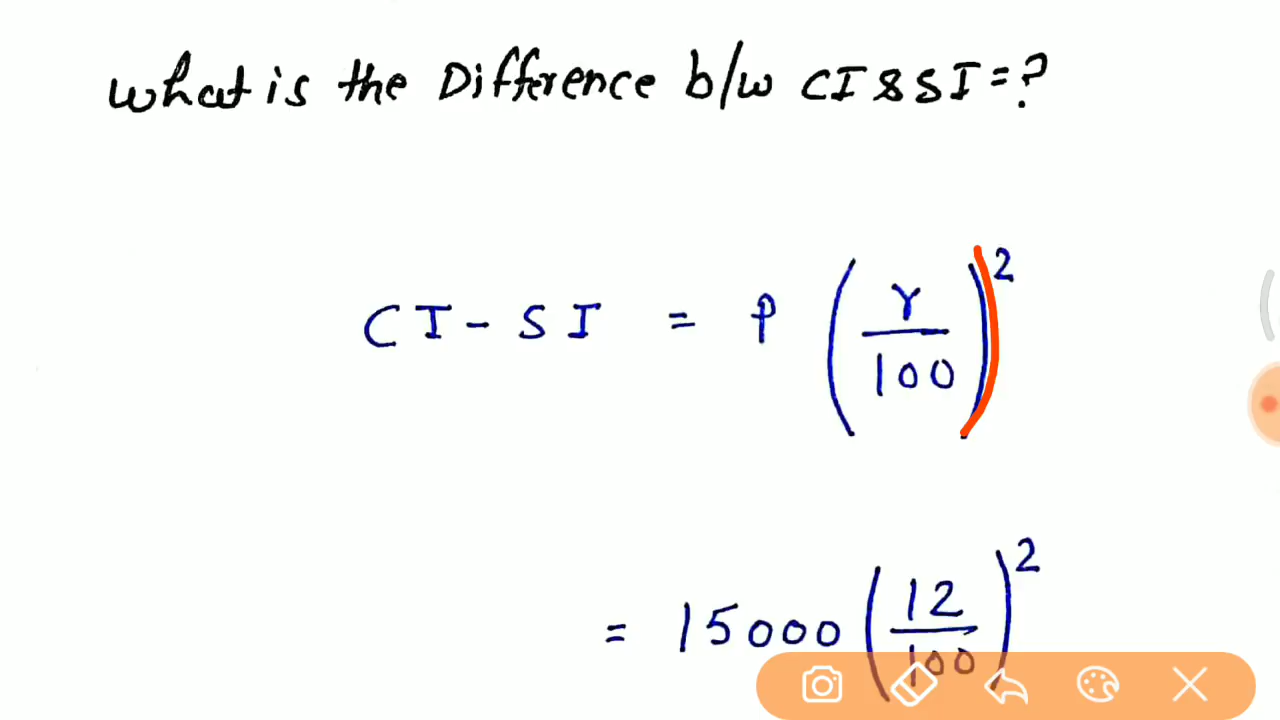 What is the Difference b/w CI & SI = ?
CI - SI = P (r/100)²
= 15000 (12/100)²